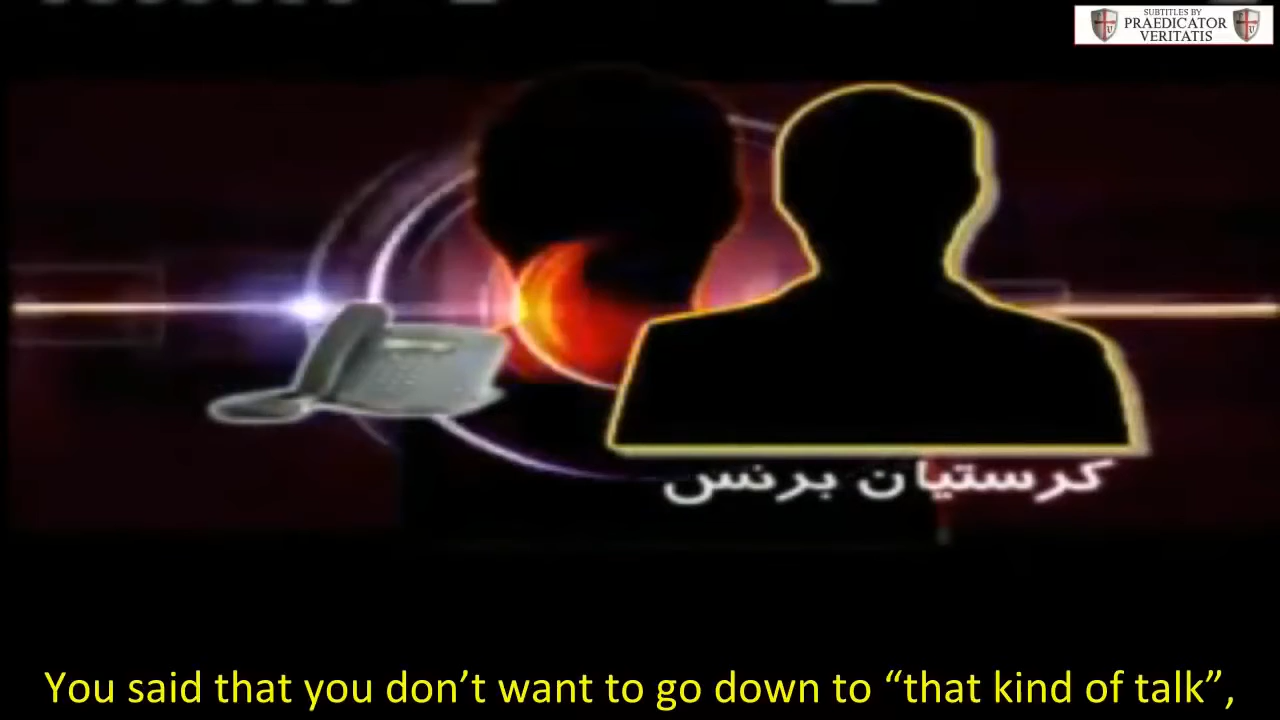 SUBTITLES BY
PRAEDICATOR
VERITATIS
كرستيان برنس
You said that you don’t want to go down to “that kind of talk”,